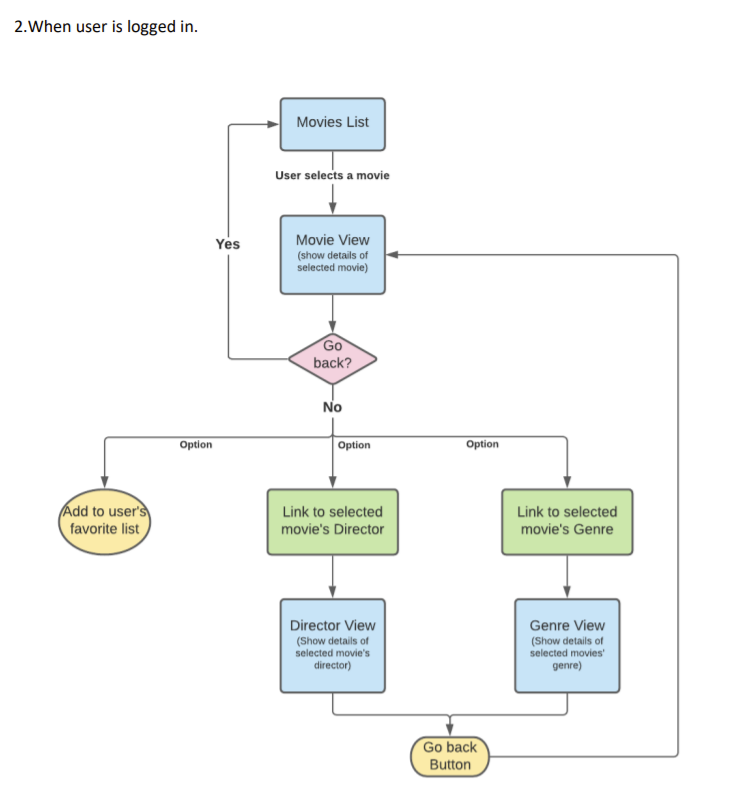 2.When user is logged in.
Movies List
User selects a movie
Yes
Movie View
(show details of
selected movie)
Go
back?
No
Option
Option
Option
Add to user's
favorite list
Link to selected
movie's Director
Link to selected
movie's Genre
Director View
(Show details of
selected movie's
director)
Genre View
(Show details of
selected movies'
genre)
Go back
Button